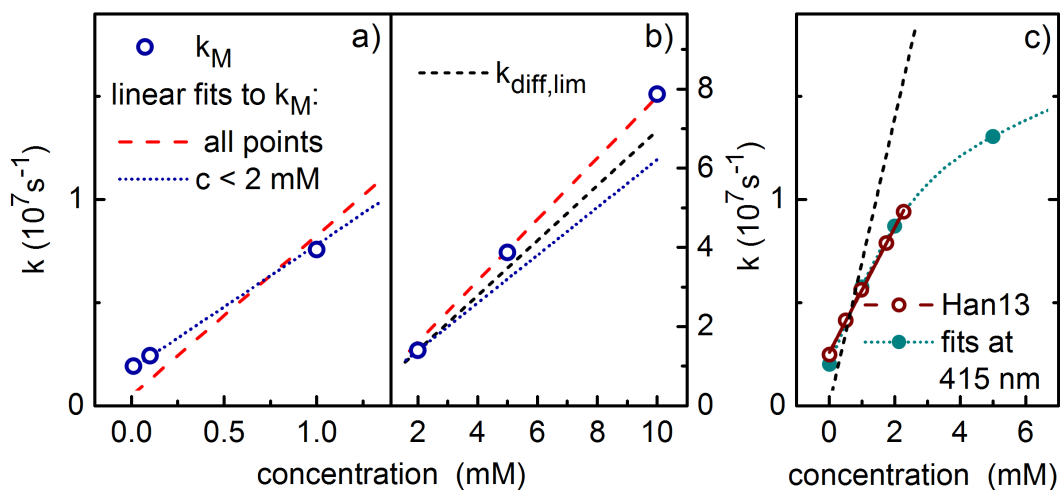 a)
k_M
linear fits to k_M:
all points
c < 2 mM
k (10^7 s^-1)
1
0
0.0 0.5 1.0
b)
k_diff,lim
8
6
4
2
0
2 4 6 8 10
concentration (mM)
c)
k (10^7 s^-1)
1
0
Han13
fits at
415 nm
0 2 4 6
concentration (mM)